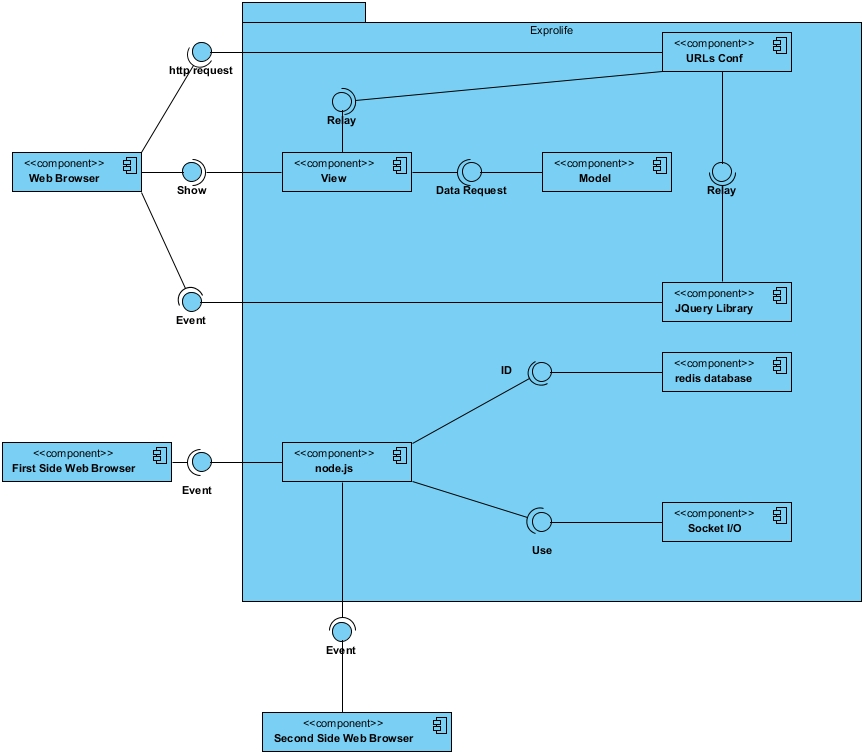 Exprolife
<<component>>
URLs Conf
http request
Relay
<<component>>
Web Browser
Show
<<component>>
View
Data Request
<<component>>
Model
Relay
Event
<<component>>
JQuery Library
ID
<<component>>
redis database
<<component>>
First Side Web Browser
Event
<<component>>
node.js
<<component>>
Socket I/O
Use
Event
<<component>>
Second Side Web Browser